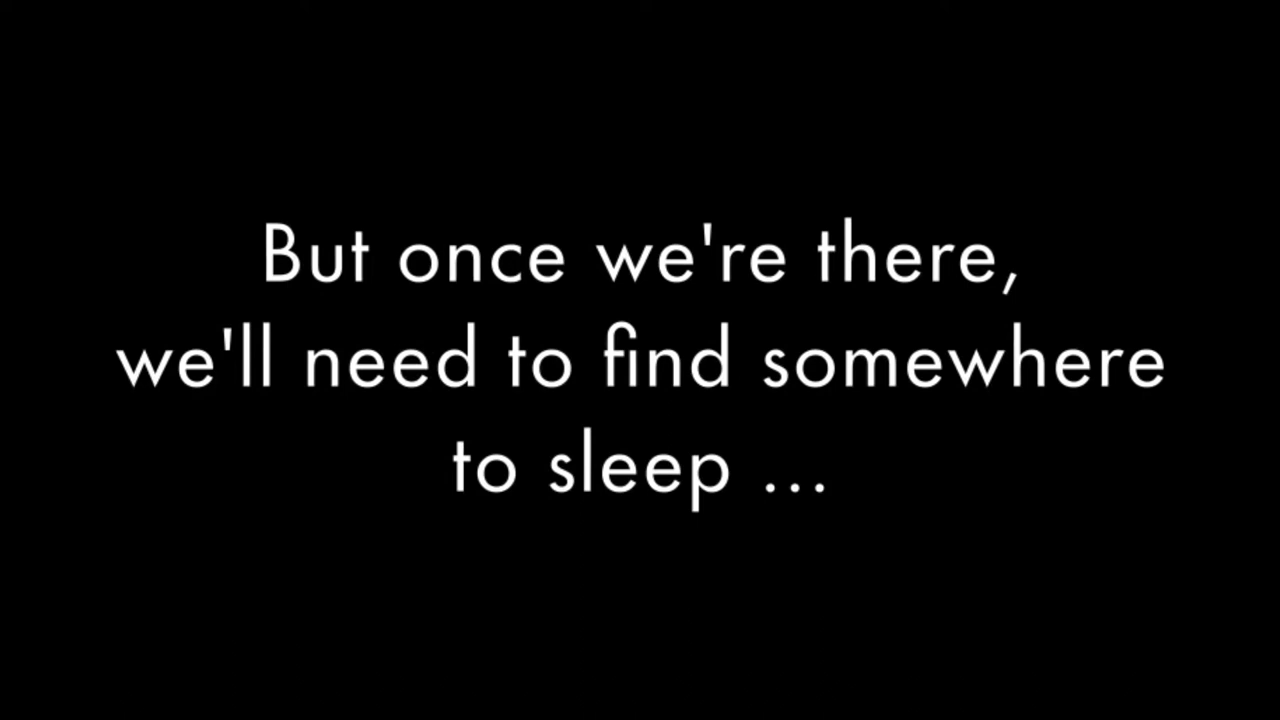 But once we're there,
we'll need to find somewhere
to sleep ...